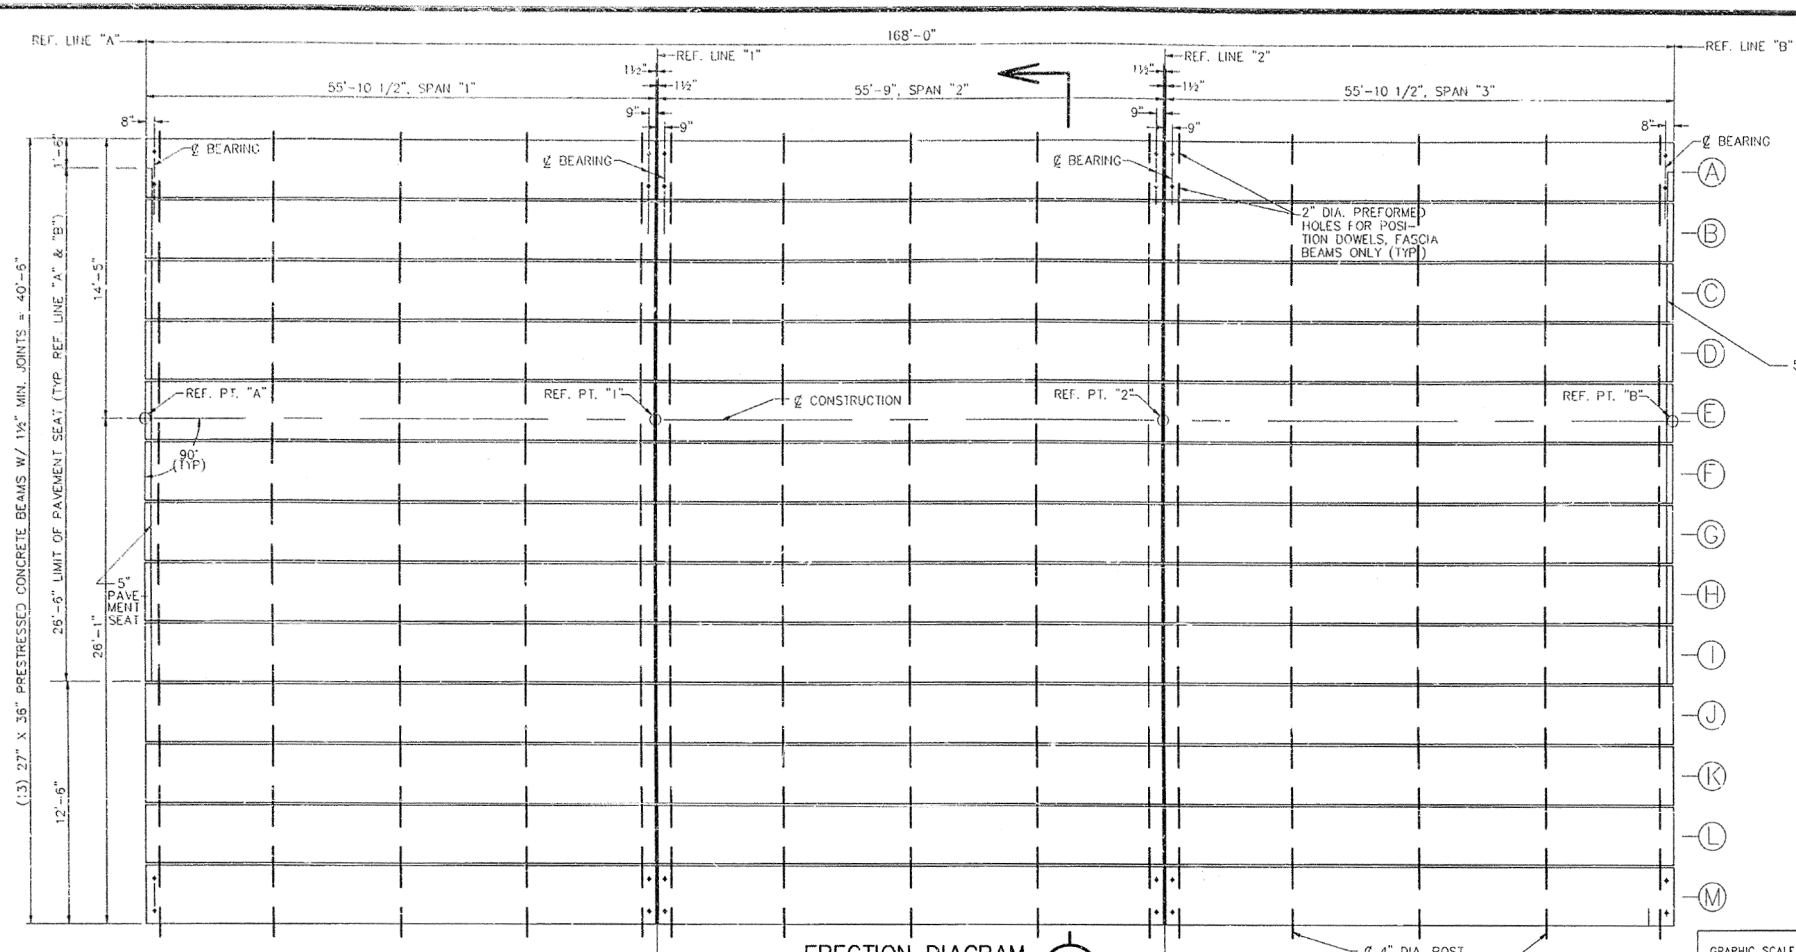 168'-0"
REF. LINE "A"
REF. LINE "1"
REF. LINE "2"
REF. LINE "B"
1½"
1½"
1½"
1½"
55'-10 1/2", SPAN "1"
55'-9", SPAN "2"
55'-10 1/2", SPAN "3"
8"
9"
9"
9"
9"
8"
₵ BEARING
₵ BEARING
₵ BEARING
₵ BEARING
1'-6"
14'-5"
2" DIA. PREFORMED
HOLES FOR POSI-
TION DOWELS, FASCIA
BEAMS ONLY (TYP)
(13) 27" X 36" PRESTRESSED CONCRETE BEAMS W/ 1½" MIN. JOINTS = 40'-6"
26'-6" LIMIT OF PAVEMENT SEAT (TYP. REF. LINE "A" & "B")
REF. PT. "A"
REF. PT. "1"
₵ CONSTRUCTION
REF. PT. "2"
REF. PT. "B"
90°
(TYP)
5"
PAVE-
MENT
SEAT
26'-1"
12'-6"
A
B
C
D
E
F
G
H
I
J
K
L
M
5
ERECTION DIAGRAM
₵ 4" DIA. POST
GRAPHIC SCALE